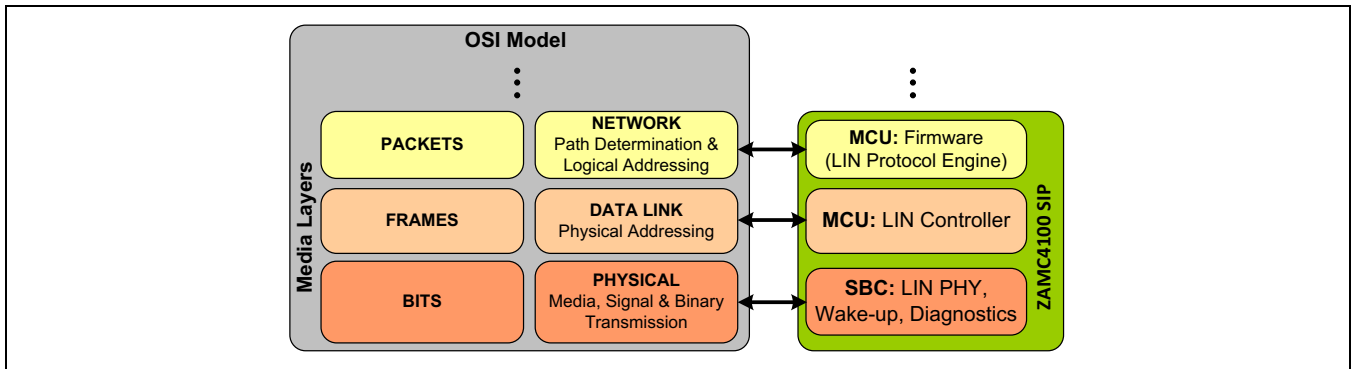 OSI Model
Media Layers
PACKETS
NETWORK
Path Determination &
Logical Addressing
MCU: Firmware
(LIN Protocol Engine)
FRAMES
DATA LINK
Physical Addressing
MCU: LIN Controller
BITS
PHYSICAL
Media, Signal & Binary
Transmission
SBC: LIN PHY,
Wake-up, Diagnostics
ZAMC4100 SIP